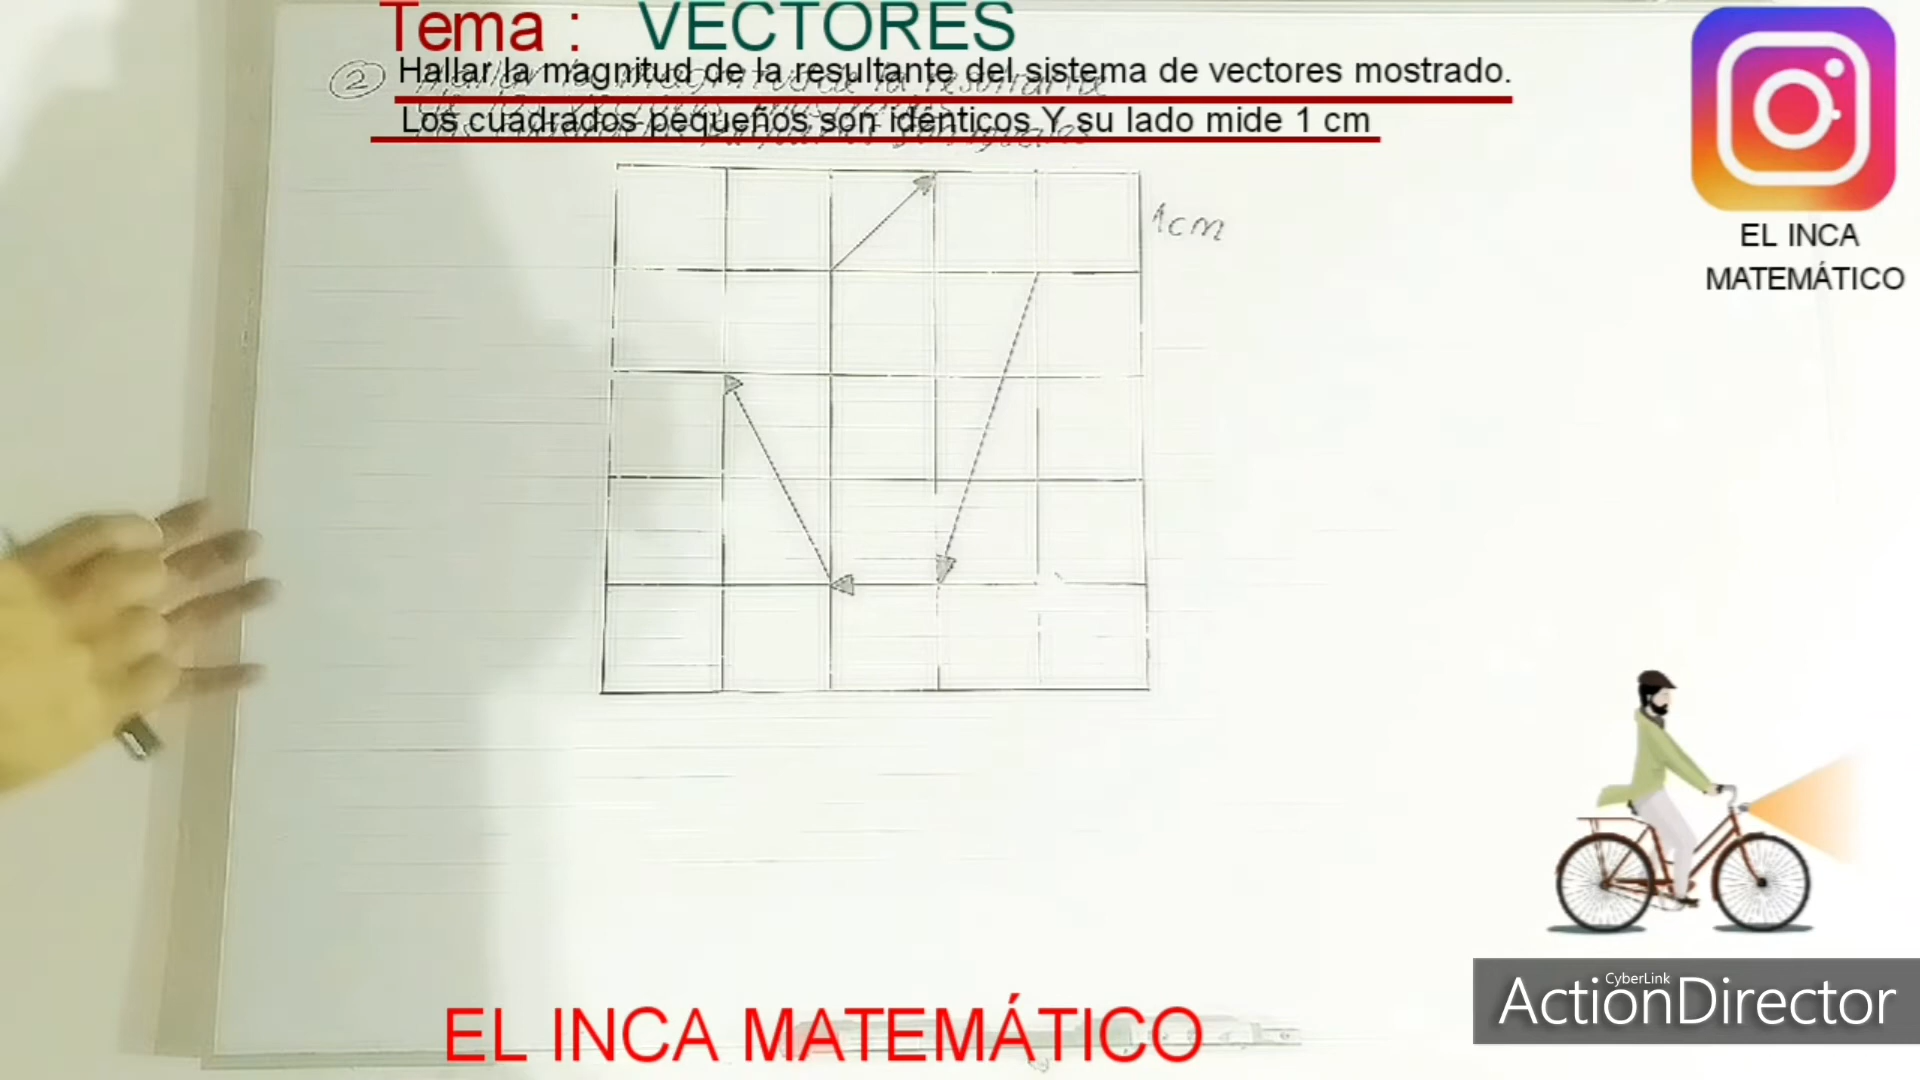 Tema : VECTORES
② Hallar la magnitud de la resultante del sistema de vectores mostrado.
Los cuadrados pequeños son idénticos Y su lado mide 1 cm
1cm
EL INCA
MATEMÁTICO
CyberLink
ActionDirector
EL INCA MATEMÁTICO